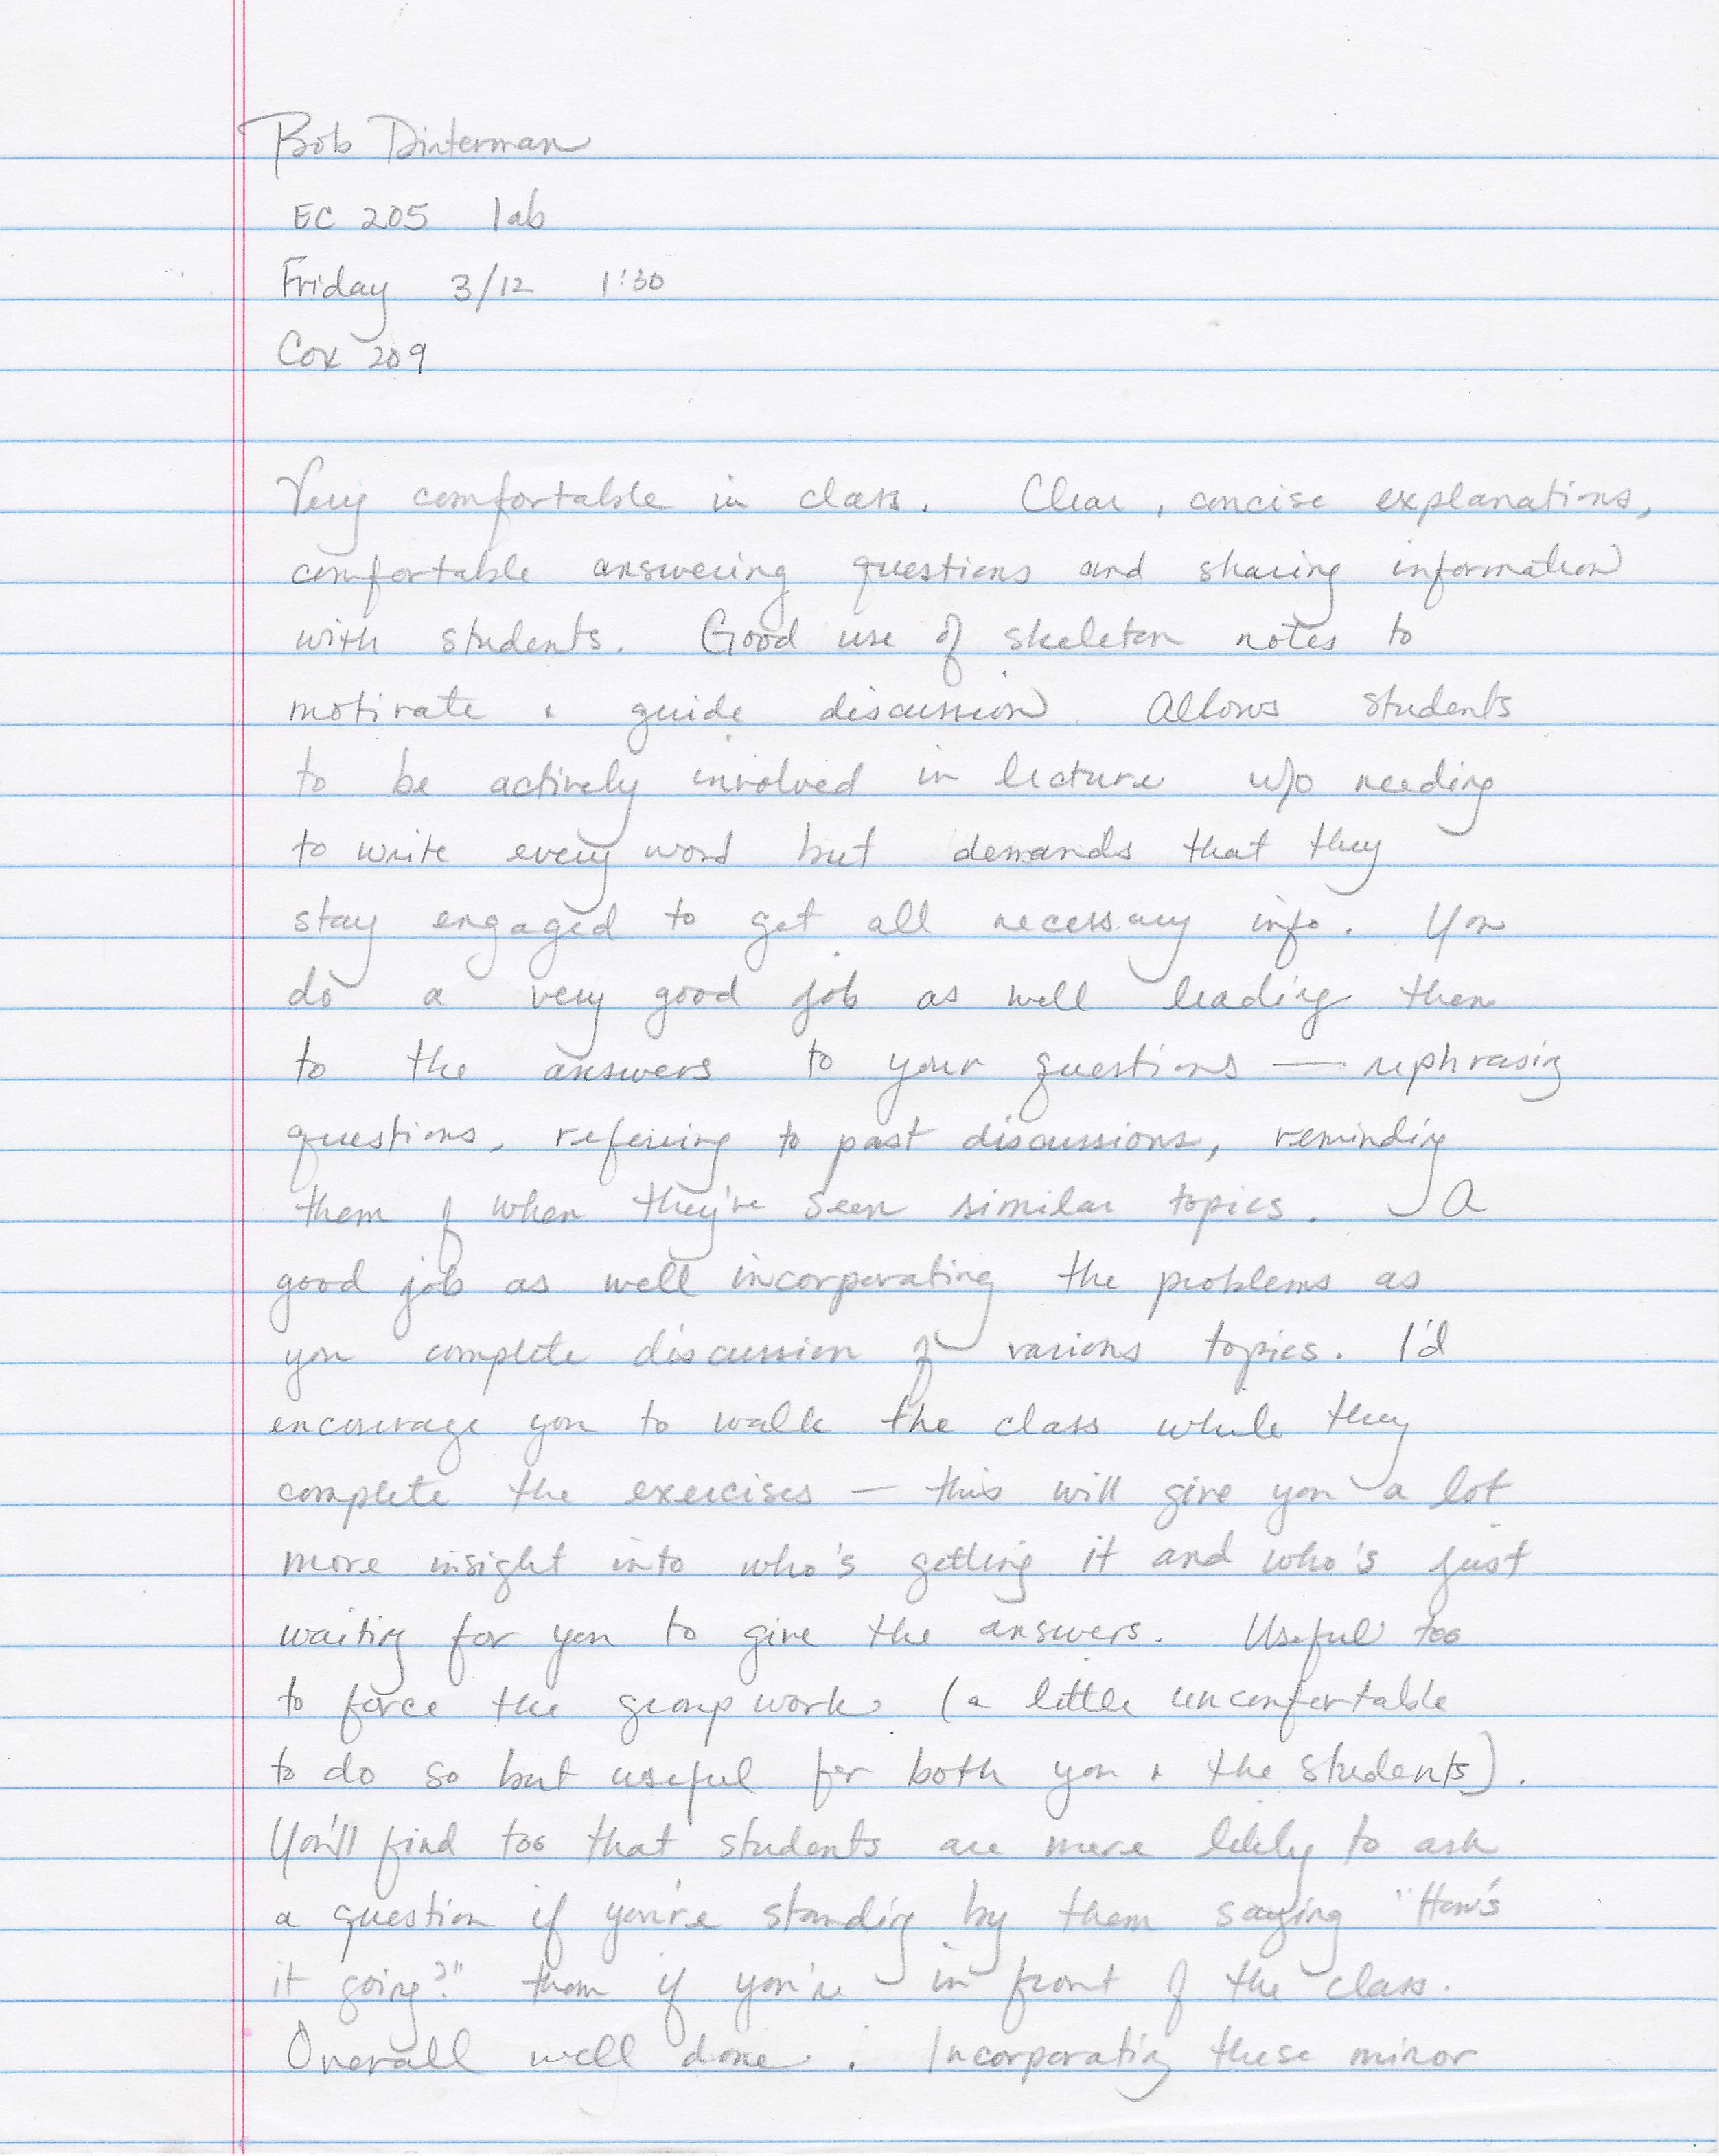 Bob Dinterman
EC 205 lab
Friday 3/12 1:30
Cox 209
Very comfortable in class. Clear, concise explanations,
comfortable answering questions and sharing information
with students. Good use of skeleton notes to
motivate & guide discussion. Allows students
to be actively involved in lecture w/o needing
to write every word but demands that they
stay engaged to get all necessary info. You
do a very good job as well leading them
to the answers to your questions — rephrasing
questions, referring to past discussions, reminding
them of when they've seen similar topics. A
good job as well incorporating the problems as
you complete discussion of various topics. I'd
encourage you to walk the class while they
complete the exercises — this will give you a lot
more insight into who's getting it and who's just
waiting for you to give the answers. Useful too
to force the group work (a little uncomfortable
to do so but useful for both you & the students).
You'll find too that students are more likely to ask
a question if you're standing by them saying "How's
it going?" than if you're in front of the class.
Overall well done. Incorporating these minor